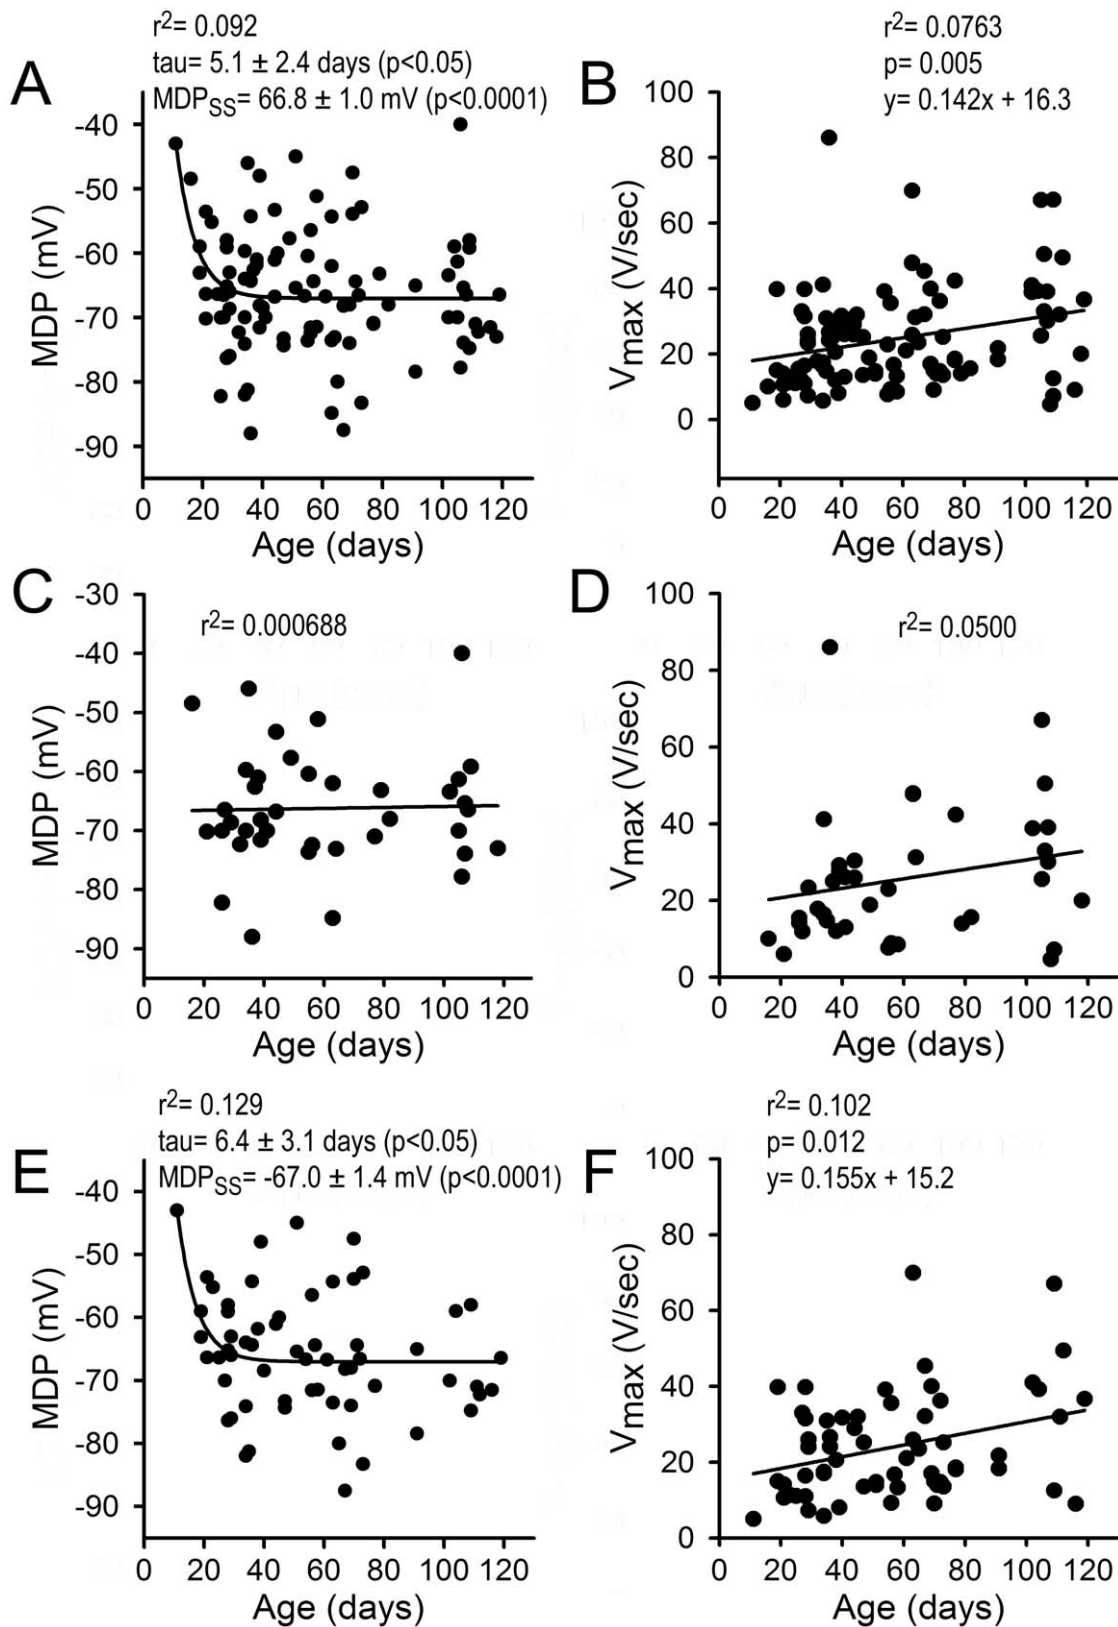 r²= 0.092
tau= 5.1 ± 2.4 days (p<0.05)
MDPSS= 66.8 ± 1.0 mV (p<0.0001)
A
-40
-50
-60
-70
-80
-90
MDP (mV)
0 20 40 60 80 100 120
Age (days)
r²= 0.0763
p= 0.005
y= 0.142x + 16.3
B
100
80
60
40
20
0
Vmax (V/sec)
0 20 40 60 80 100 120
Age (days)
C
r²= 0.000688
-30
-40
-50
-60
-70
-80
-90
MDP (mV)
0 20 40 60 80 100 120
Age (days)
D
r²= 0.0500
100
80
60
40
20
0
Vmax (V/sec)
0 20 40 60 80 100 120
Age (days)
r²= 0.129
tau= 6.4 ± 3.1 days (p<0.05)
MDPSS= -67.0 ± 1.4 mV (p<0.0001)
E
-40
-50
-60
-70
-80
-90
MDP (mV)
0 20 40 60 80 100 120
Age (days)
r²= 0.102
p= 0.012
y= 0.155x + 15.2
F
100
80
60
40
20
0
Vmax (V/sec)
0 20 40 60 80 100 120
Age (days)